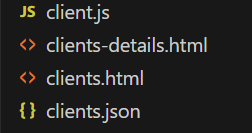 JS client.js
<> clients-details.html
<> clients.html
{} clients.json